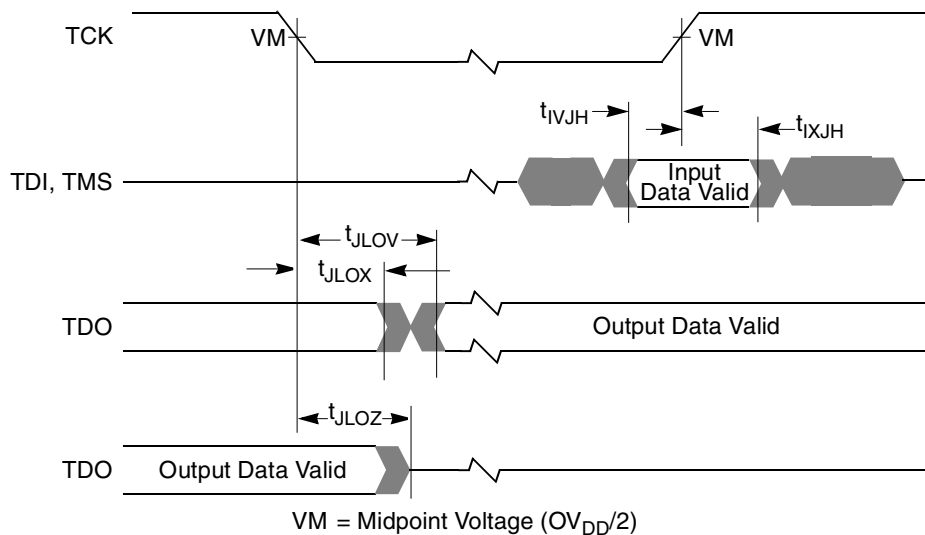 TCK
VM
VM
tIVJH
tIXJH
TDI, TMS
Input
Data Valid
tJLOV
tJLOX
TDO
Output Data Valid
tJLOZ
TDO
Output Data Valid
VM = Midpoint Voltage (OVDD/2)